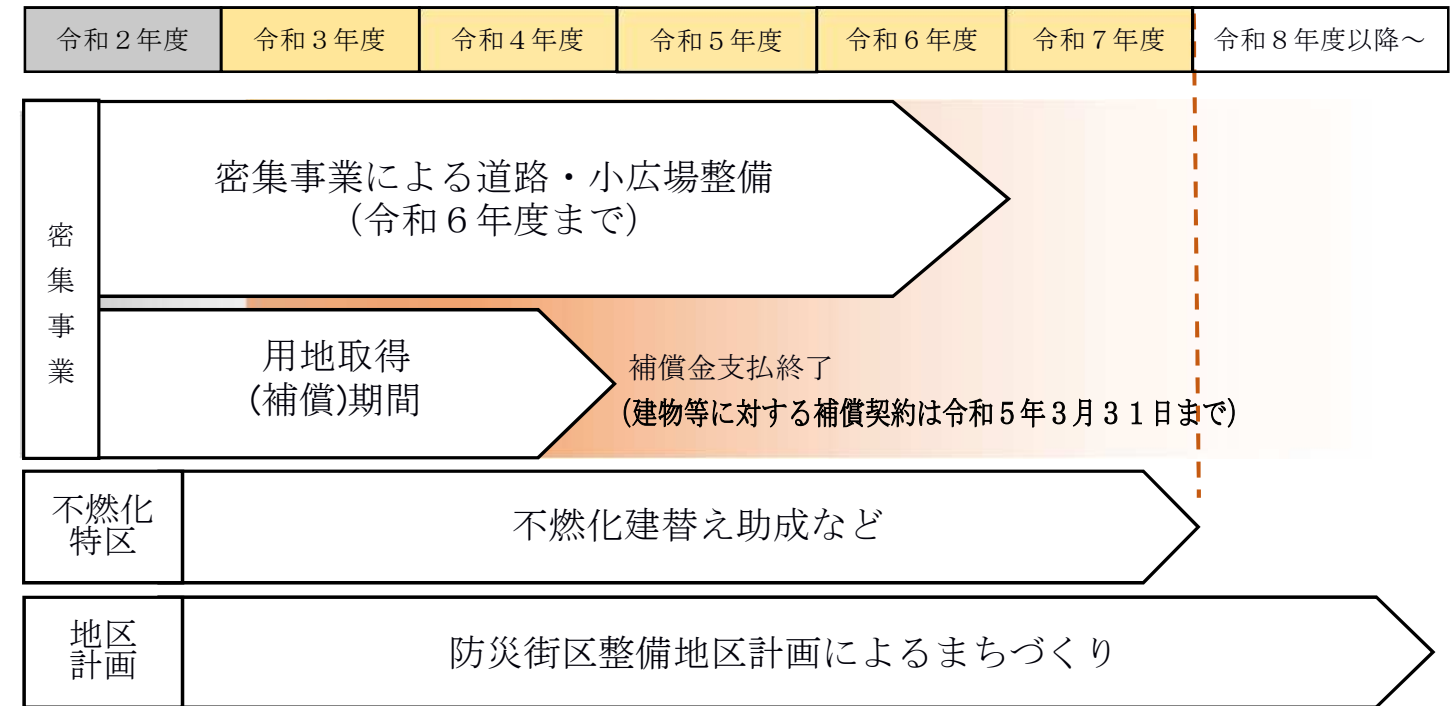 令和２年度
令和３年度
令和４年度
令和５年度
令和６年度
令和７年度
令和８年度以降～
密集事業
密集事業による道路・小広場整備
（令和６年度まで）
用地取得
(補償)期間
補償金支払終了
(建物等に対する補償契約は令和５年３月３１日まで)
不燃化
特区
不燃化建替え助成など
地区
計画
防災街区整備地区計画によるまちづくり